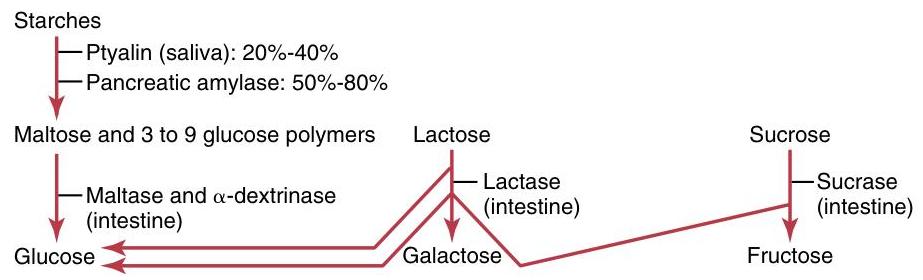 Starches
Ptyalin (saliva): 20%-40%
Pancreatic amylase: 50%-80%
Maltose and 3 to 9 glucose polymers
Lactose
Sucrose
Maltase and α-dextrinase
(intestine)
Lactase
(intestine)
Sucrase
(intestine)
Glucose
Galactose
Fructose